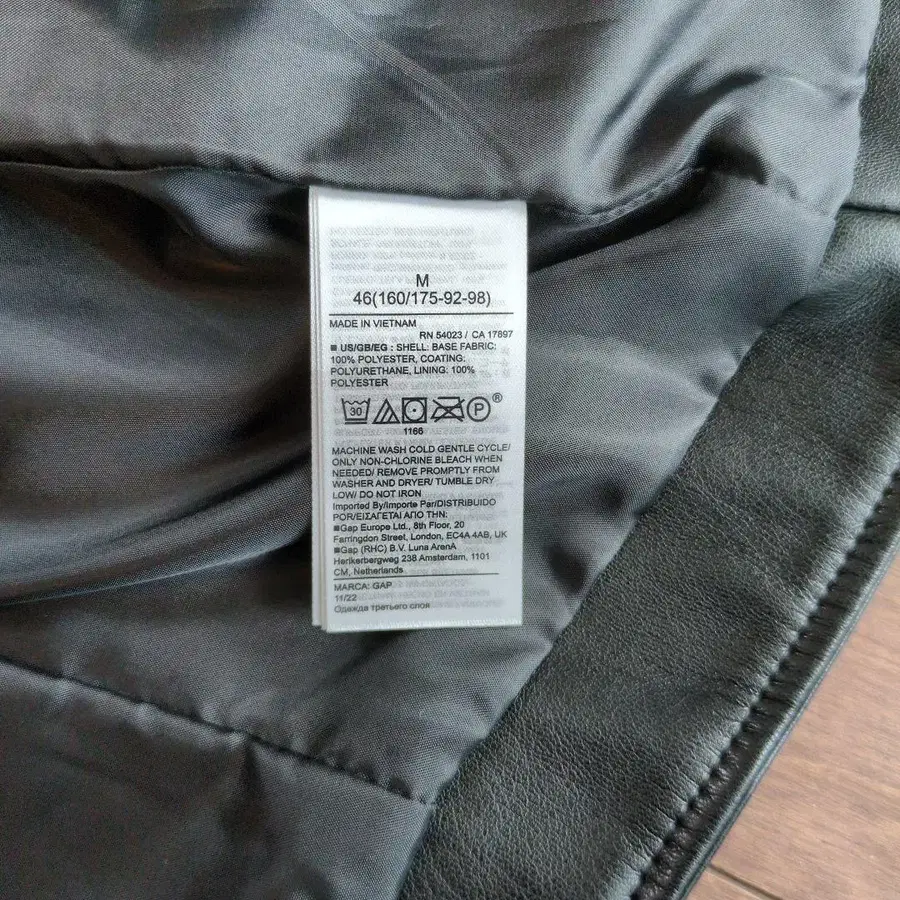 M
46(160/175-92-98)
MADE IN VIETNAM
RN 54023 / CA 17897
■ US/GB/EG : SHELL: BASE FABRIC:
100% POLYESTER, COATING:
POLYURETHANE, LINING: 100%
POLYESTER
30 P ®
1166
MACHINE WASH COLD GENTLE CYCLE/
ONLY NON-CHLORINE BLEACH WHEN
NEEDED/ REMOVE PROMPTLY FROM
WASHER AND DRYER/ TUMBLE DRY
LOW/ DO NOT IRON
Imported By/Importe Par/DISTRIBUIDO
POR/ΕΙΣΑΓΕΤΑΙ ΑΠΟ ΤΗΝ:
■Gap Europe Ltd., 8th Floor, 20
Farringdon Street, London, EC4A 4AB, UK
■Gap (RHC) B.V. Luna ArenA
Herikerbergweg 238 Amsterdam, 1101
CM, Netherlands
MARCA: GAP
11/22
Одежда третьего слоя